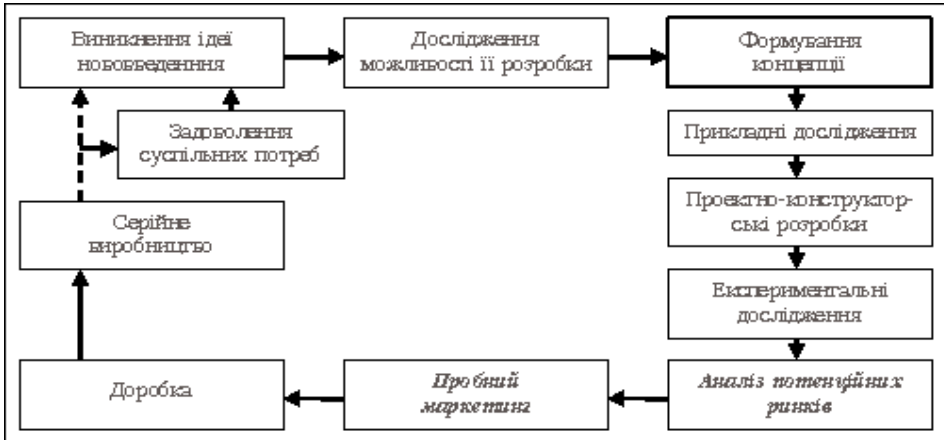 Виникнення ідеї
нововведенння
Дослідження
можливості її розробки
Формування
концепції
Задоволення
суспільних потреб
Прикладні дослідження
Серійне
виробництво
Проектно-конструктор-
ські розробки
Експериментальні
дослідження
Доробка
Пробний
маркетинг
Аналіз потенційних
ринків